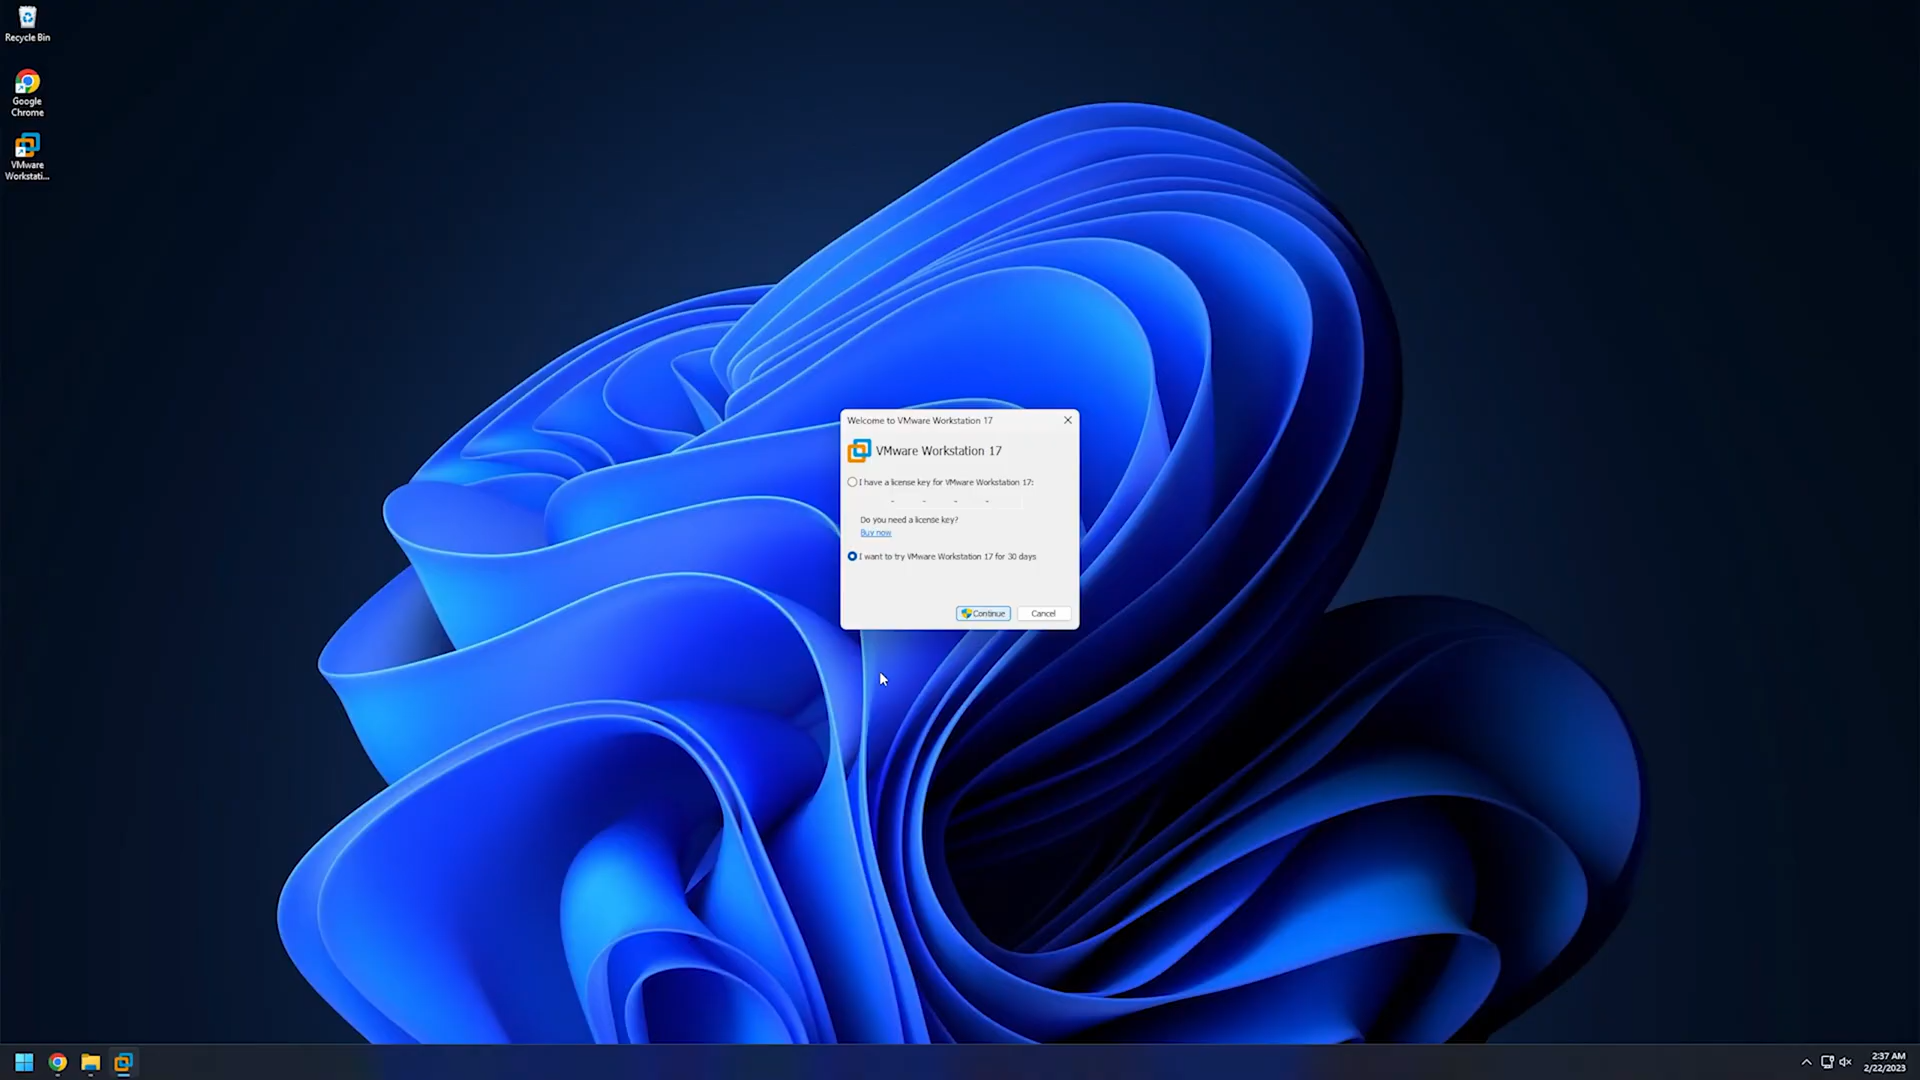 Recycle Bin
Google
Chrome
VMware
Workstati...
Welcome to VMware Workstation 17
VMware Workstation 17
I have a license key for VMware Workstation 17:
- - - -
Do you need a license key?
Buy now
I want to try VMware Workstation 17 for 30 days
Continue
Cancel
2:37 AM
2/22/2023